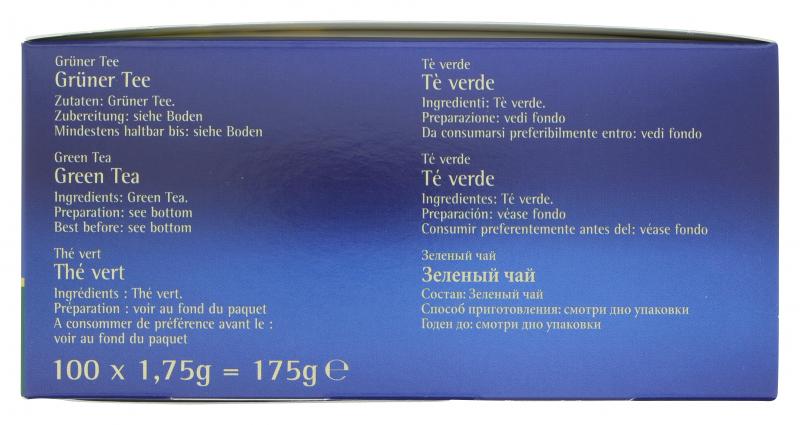 Grüner Tee
Grüner Tee
Zutaten: Grüner Tee.
Zubereitung: siehe Boden
Mindestens haltbar bis: siehe Boden
Green Tea
Green Tea
Ingredients: Green Tea.
Preparation: see bottom
Best before: see bottom
Thé vert
Thé vert
Ingrédients : Thé vert.
Préparation : voir au fond du paquet
A consommer de préférence avant le :
voir au fond du paquet
100 x 1,75g = 175g ℮
Tè verde
Tè verde
Ingredienti: Tè verde.
Preparazione: vedi fondo
Da consumarsi preferibilmente entro: vedi fondo
Té verde
Té verde
Ingredientes: Té verde.
Preparación: véase fondo
Consumir preferentemente antes del: véase fondo
Зеленый чай
Зеленый чай
Состав: Зеленый чай
Способ приготовления: смотри дно упаковки
Годен до: смотри дно упаковки